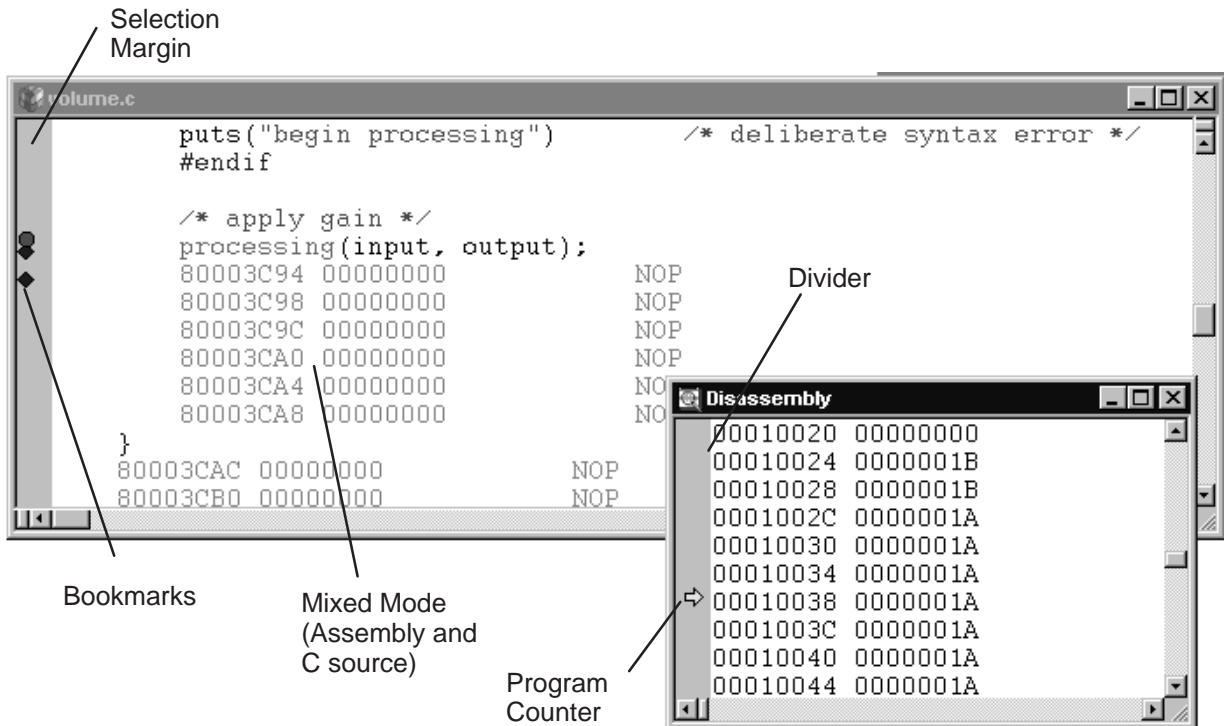 Selection
Margin
volume.c
puts("begin processing") /* deliberate syntax error */
#endif
/* apply gain */
processing(input, output);
80003C94 00000000 NOP
80003C98 00000000 NOP
80003C9C 00000000 NOP
80003CA0 00000000 NOP
80003CA4 00000000 NO
80003CA8 00000000 NO
}
80003CAC 00000000 NOP
80003CB0 00000000 NOP
Divider
Disassembly
00010020 00000000
00010024 0000001B
00010028 0000001B
0001002C 0000001A
00010030 0000001A
00010034 0000001A
00010038 0000001A
0001003C 0000001A
00010040 0000001A
00010044 0000001A
Bookmarks
Mixed Mode
(Assembly and
C source)
Program
Counter